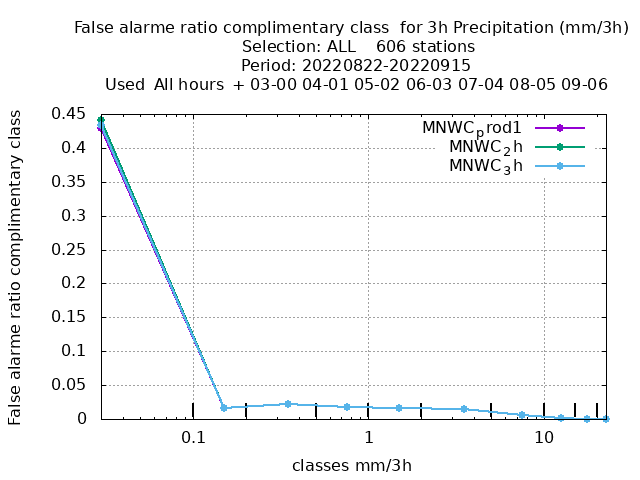 False alarme ratio complimentary class  for 3h Precipitation (mm/3h)
Selection: ALL    606 stations
Period: 20220822-20220915
Used  All hours  + 03-00 04-01 05-02 06-03 07-04 08-05 09-06
False alarme ratio complimentary class
0.45
0.4
0.35
0.3
0.25
0.2
0.15
0.1
0.05
0
MNWCprod1
MNWC2h
MNWC3h
0.1
1
10
classes mm/3h